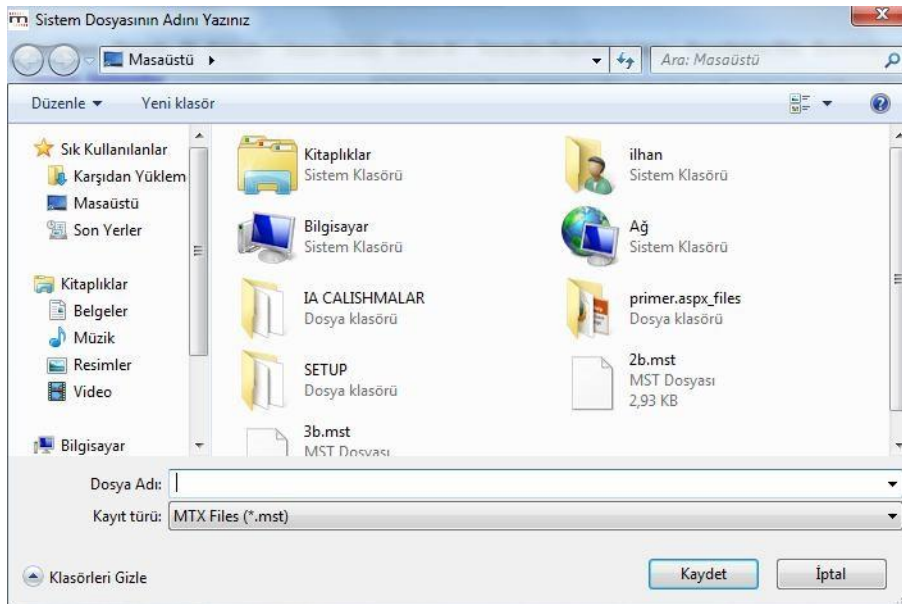 Sistem Dosyasının Adını Yazınız
Masaüstü
Ara: Masaüstü
Düzenle
Yeni klasör
Sık Kullanılanlar
Karşıdan Yüklem
Masaüstü
Son Yerler
Kitaplıklar
Belgeler
Müzik
Resimler
Video
Bilgisayar
Kitaplıklar
Sistem Klasörü
ilhan
Sistem Klasörü
Bilgisayar
Sistem Klasörü
Ağ
Sistem Klasörü
IA CALISHMALAR
Dosya klasörü
primer.aspx_files
Dosya klasörü
SETUP
Dosya klasörü
2b.mst
MST Dosyası
2,93 KB
3b.mst
MST Dosyası
Dosya Adı:
Kayıt türü: MTX Files (*.mst)
Klasörleri Gizle
Kaydet
İptal